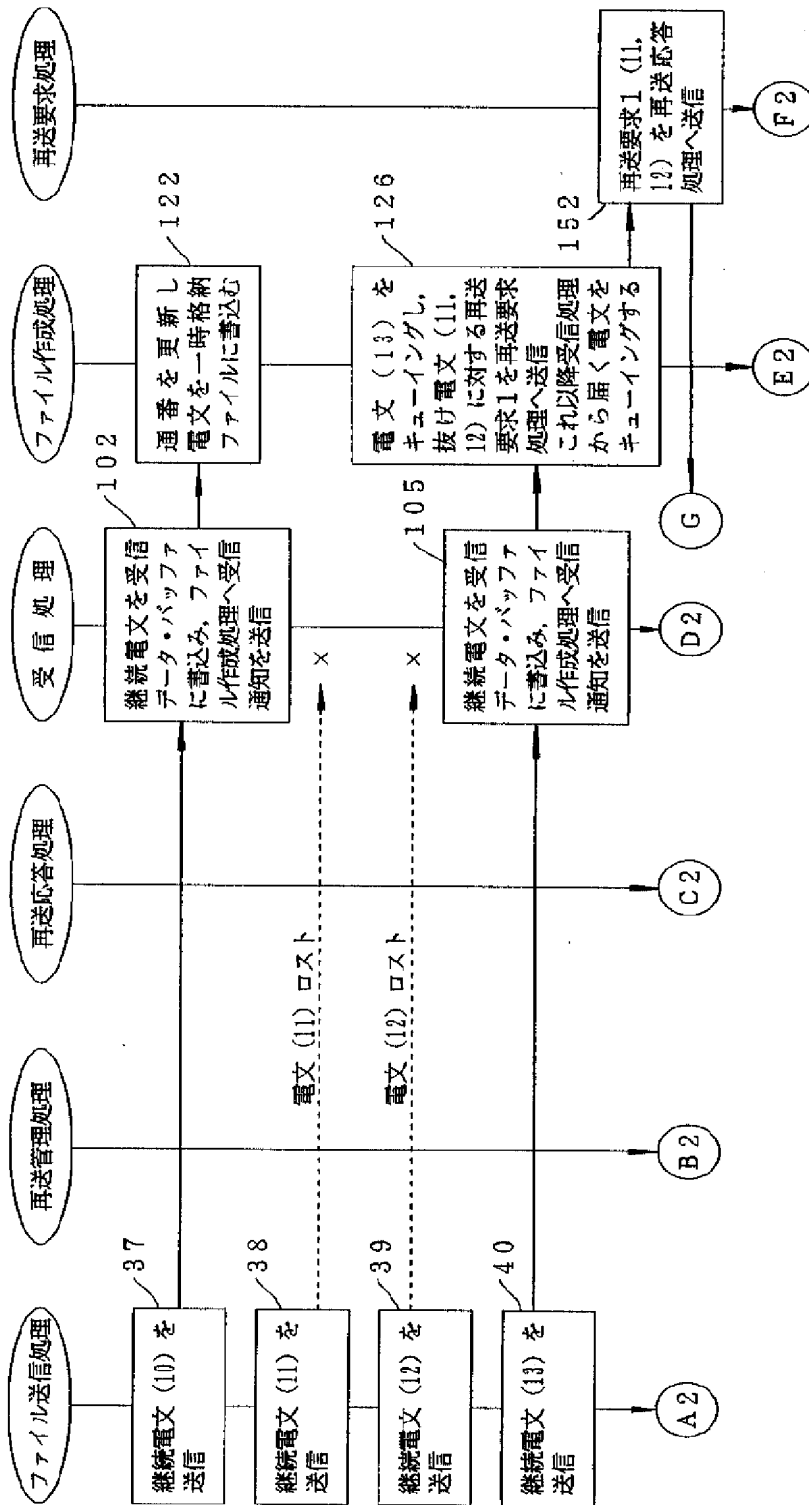 ファイル送信処理
再送管理処理
再送応答処理
受信処理
ファイル作成処理
再送要求処理
37
継続電文(10)を
送信
102
継続電文を受信
データ・バッファ
に書込み,ファイ
ル作成処理へ受信
通知を送信
122
通番を更新し
電文を一時格納
ファイルに書込む
38
継続電文(11)を
送信
電文(11)ロスト
×
39
継続電文(12)を
送信
電文(12)ロスト
×
40
継続電文(13)を
送信
105
継続電文を受信
データ・バッファ
に書込み,ファイ
ル作成処理へ受信
通知を送信
126
電文(13)を
キューイングし,
抜け電文(11,
12)に対する再送
要求1を再送要求
処理へ送信
これ以降受信処理
から届く電文を
キューイングする
152
再送要求1(11,
12)を再送応答
処理へ送信
G
A2
B2
C2
D2
E2
F2